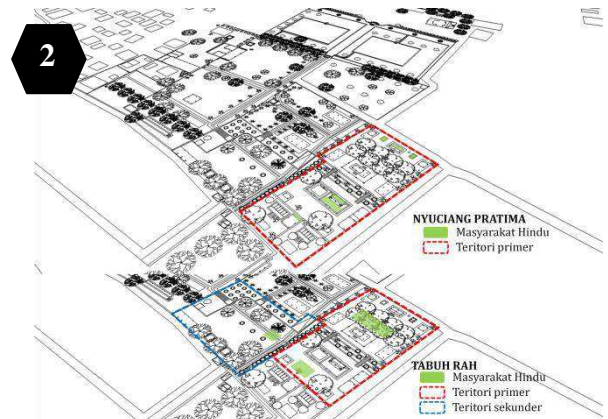 2
NYUCIANG PRATIMA
Masyarakat Hindu
Teritori primer
TABUH RAH
Masyarakat Hindu
Teritori primer
Teritori sekunder